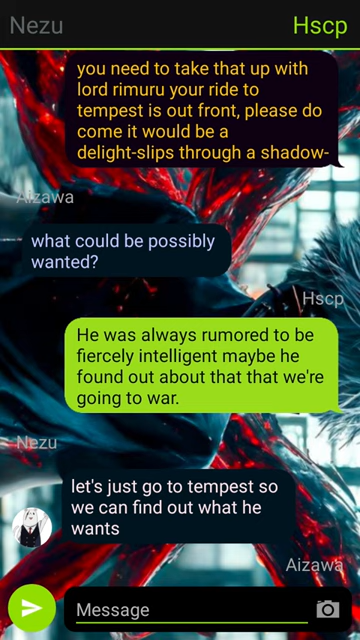 Nezu
Hscp
you need to take that up with
lord rimuru your ride to
tempest is out front, please do
come it would be a
delight-slips through a shadow-
Aizawa
what could be possibly
wanted?
Hscp
He was always rumored to be
fiercely intelligent maybe he
found out about that that we're
going to war.
Nezu
let's just go to tempest so
we can find out what he
wants
Aizawa
Message